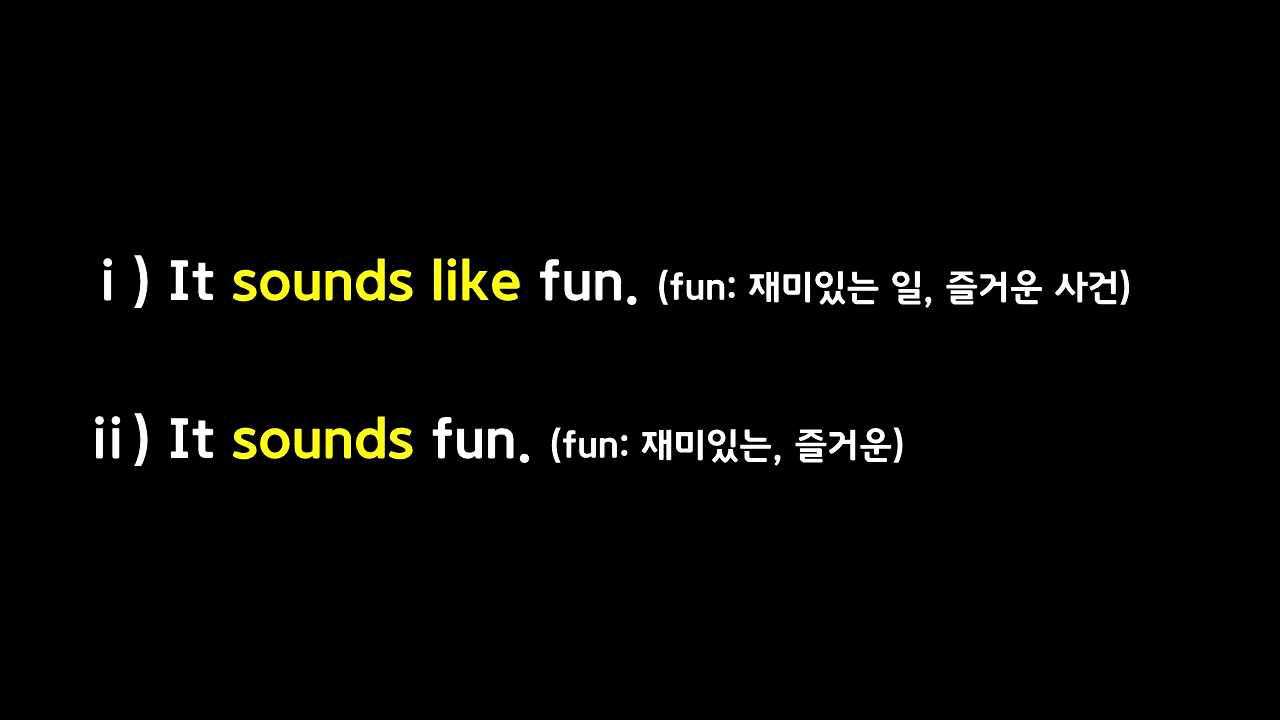 ⅰ) It sounds like fun. (fun: 재미있는 일, 즐거운 사건)
ⅱ) It sounds fun. (fun: 재미있는, 즐거운)